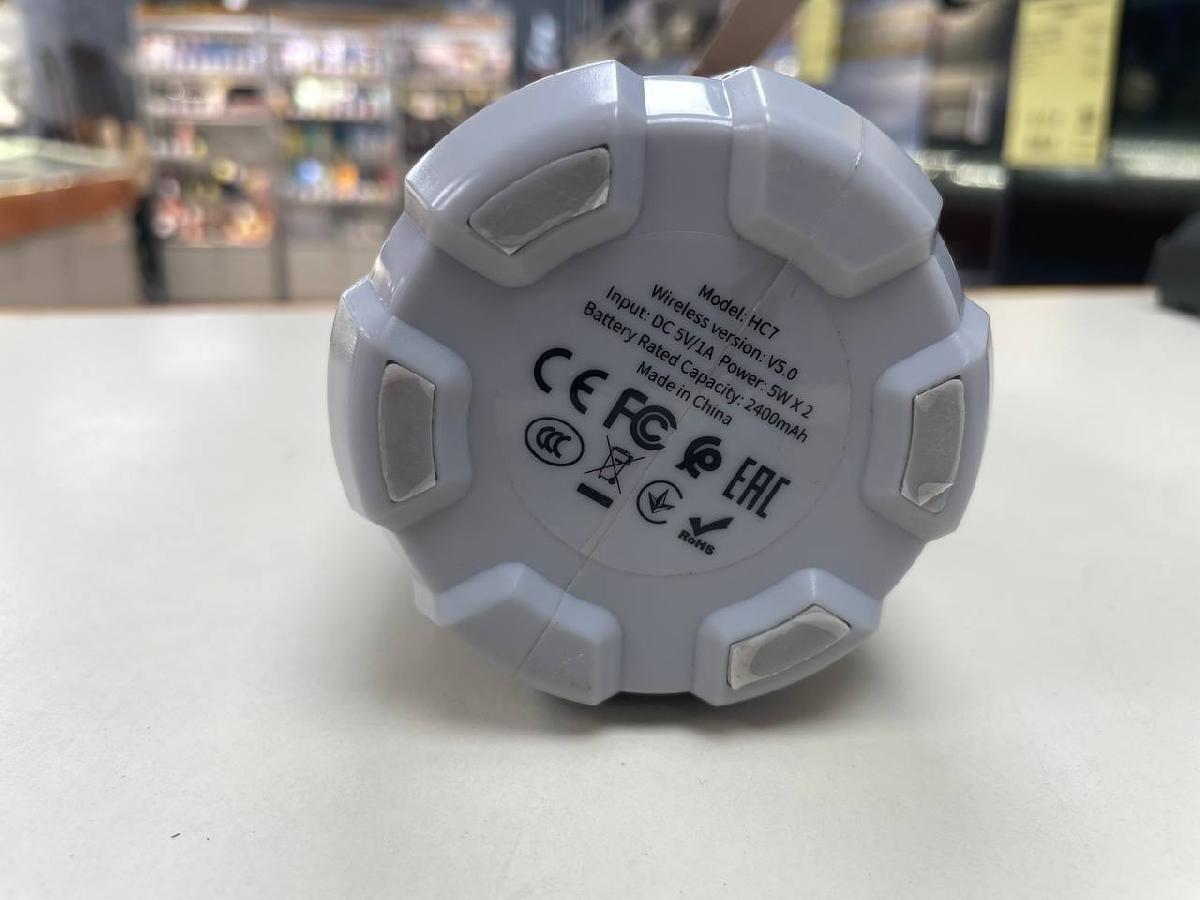 Model: HC7
Wireless version: V5.0
Input: DC 5V/1A Power: 5W X 2
Battery Rated Capacity: 2400mAh
Made in China
CE FC EAC
CCC
RoHS